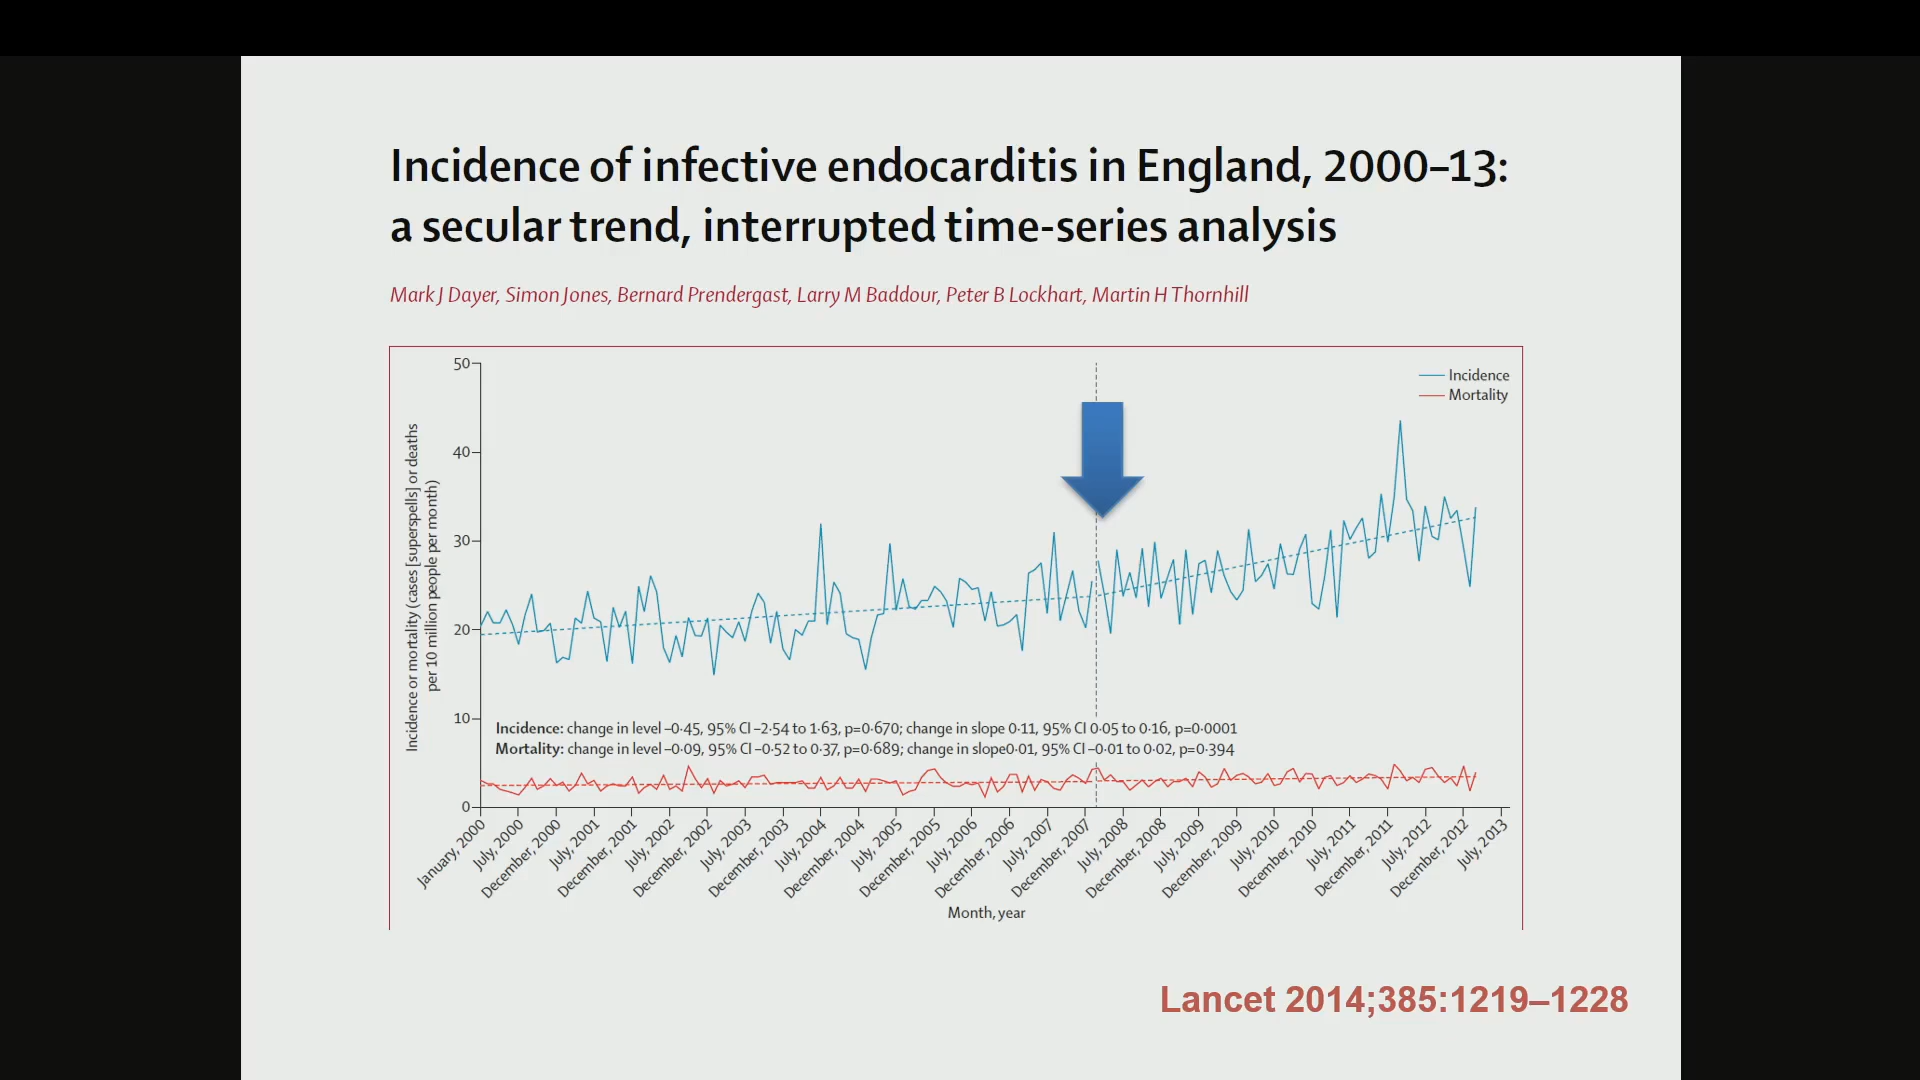 Incidence of infective endocarditis in England, 2000–13:
a secular trend, interrupted time-series analysis
Mark J Dayer, Simon Jones, Bernard Prendergast, Larry M Baddour, Peter B Lockhart, Martin H Thornhill
Incidence or mortality (cases [superspells] or deaths
per 10 million people per month)
50
40
30
20
10
0
Incidence
Mortality
Incidence: change in level –0·45, 95% CI –2·54 to 1·63, p=0·670; change in slope 0·11, 95% CI 0·05 to 0·16, p=0·0001
Mortality: change in level –0·09, 95% CI –0·52 to 0·37, p=0·689; change in slope0·01, 95% CI –0·01 to 0·02, p=0·394
January, 2000
July, 2000
December, 2000
July, 2001
December, 2001
July, 2002
December, 2002
July, 2003
December, 2003
July, 2004
December, 2004
July, 2005
December, 2005
July, 2006
December, 2006
July, 2007
December, 2007
July, 2008
December, 2008
July, 2009
December, 2009
July, 2010
December, 2010
July, 2011
December, 2011
July, 2012
December, 2012
July, 2013
Month, year
Lancet 2014;385:1219–1228